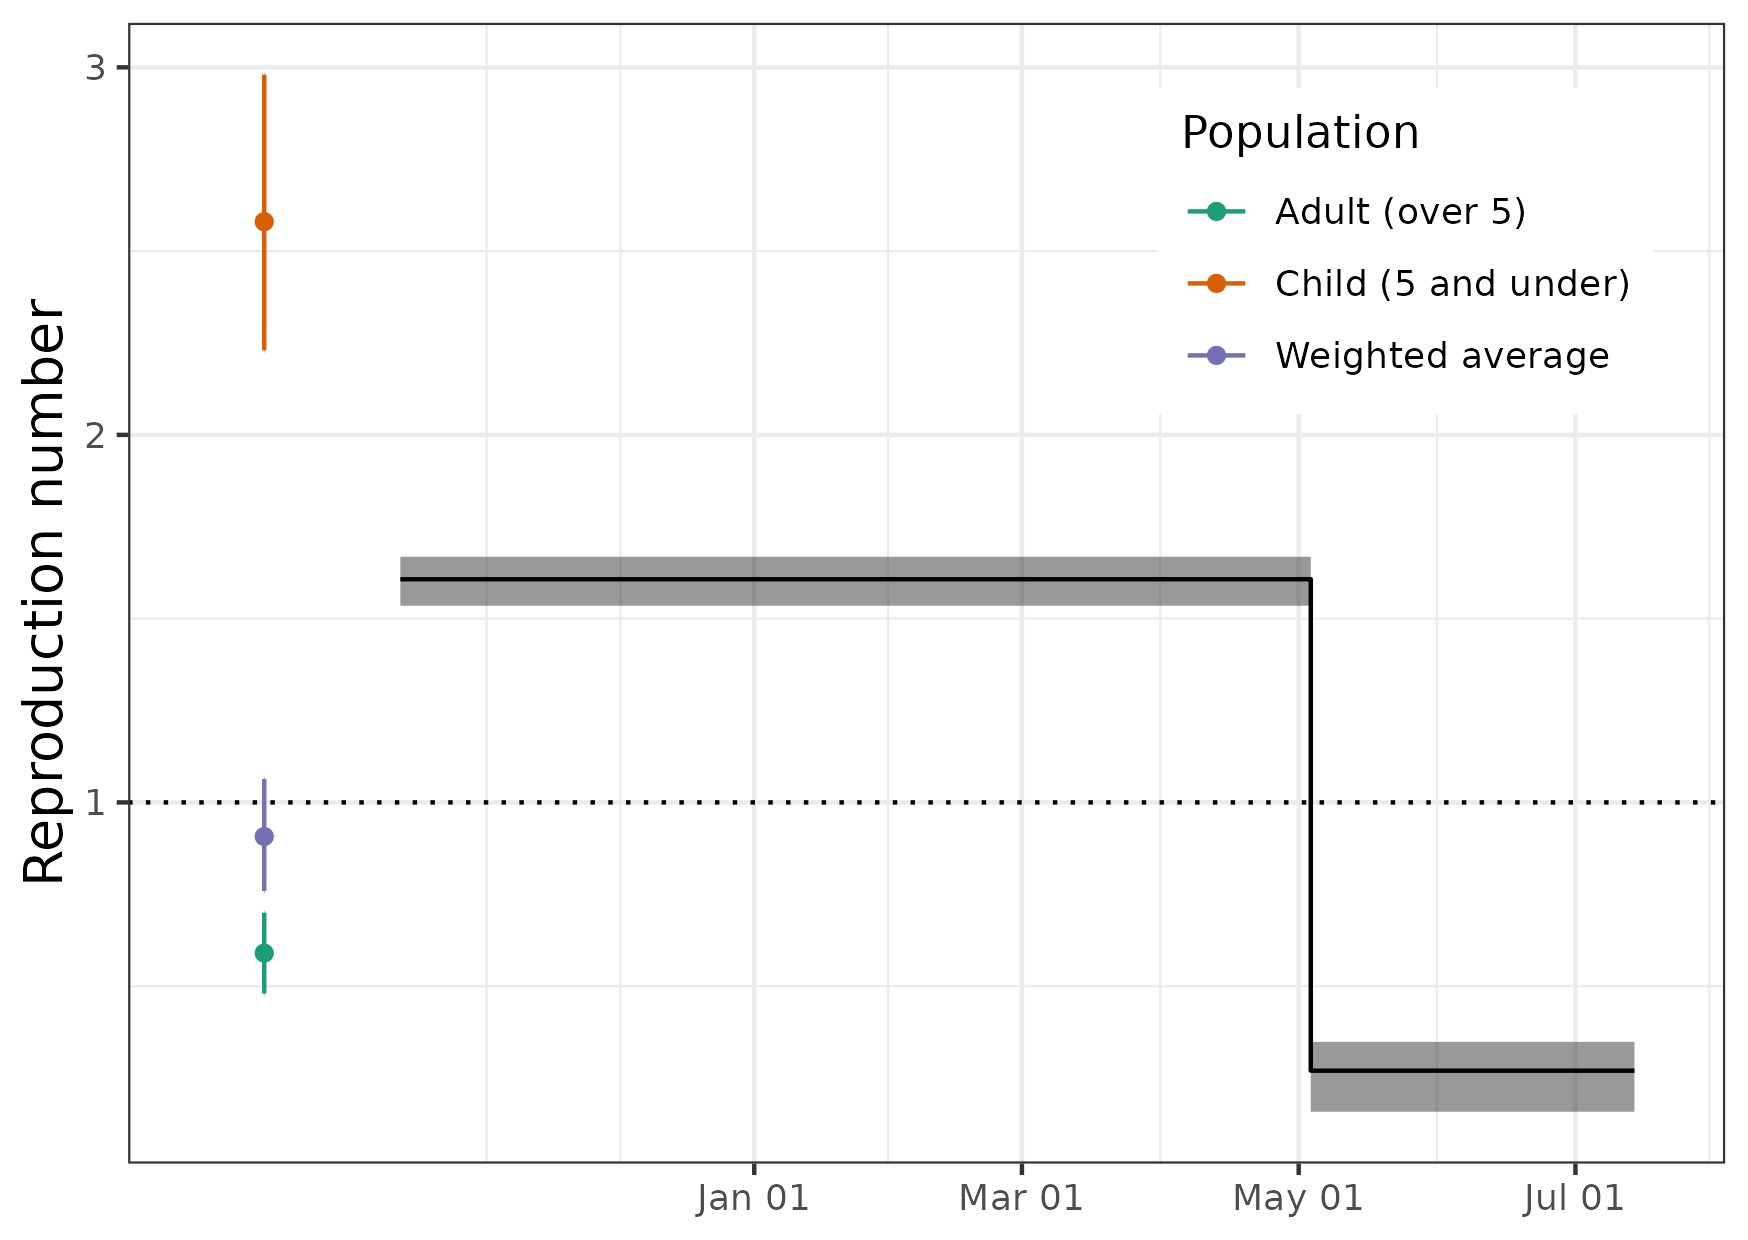 Reproduction number
3
2
1
Population
Adult (over 5)
Child (5 and under)
Weighted average
Jan 01
Mar 01
May 01
Jul 01